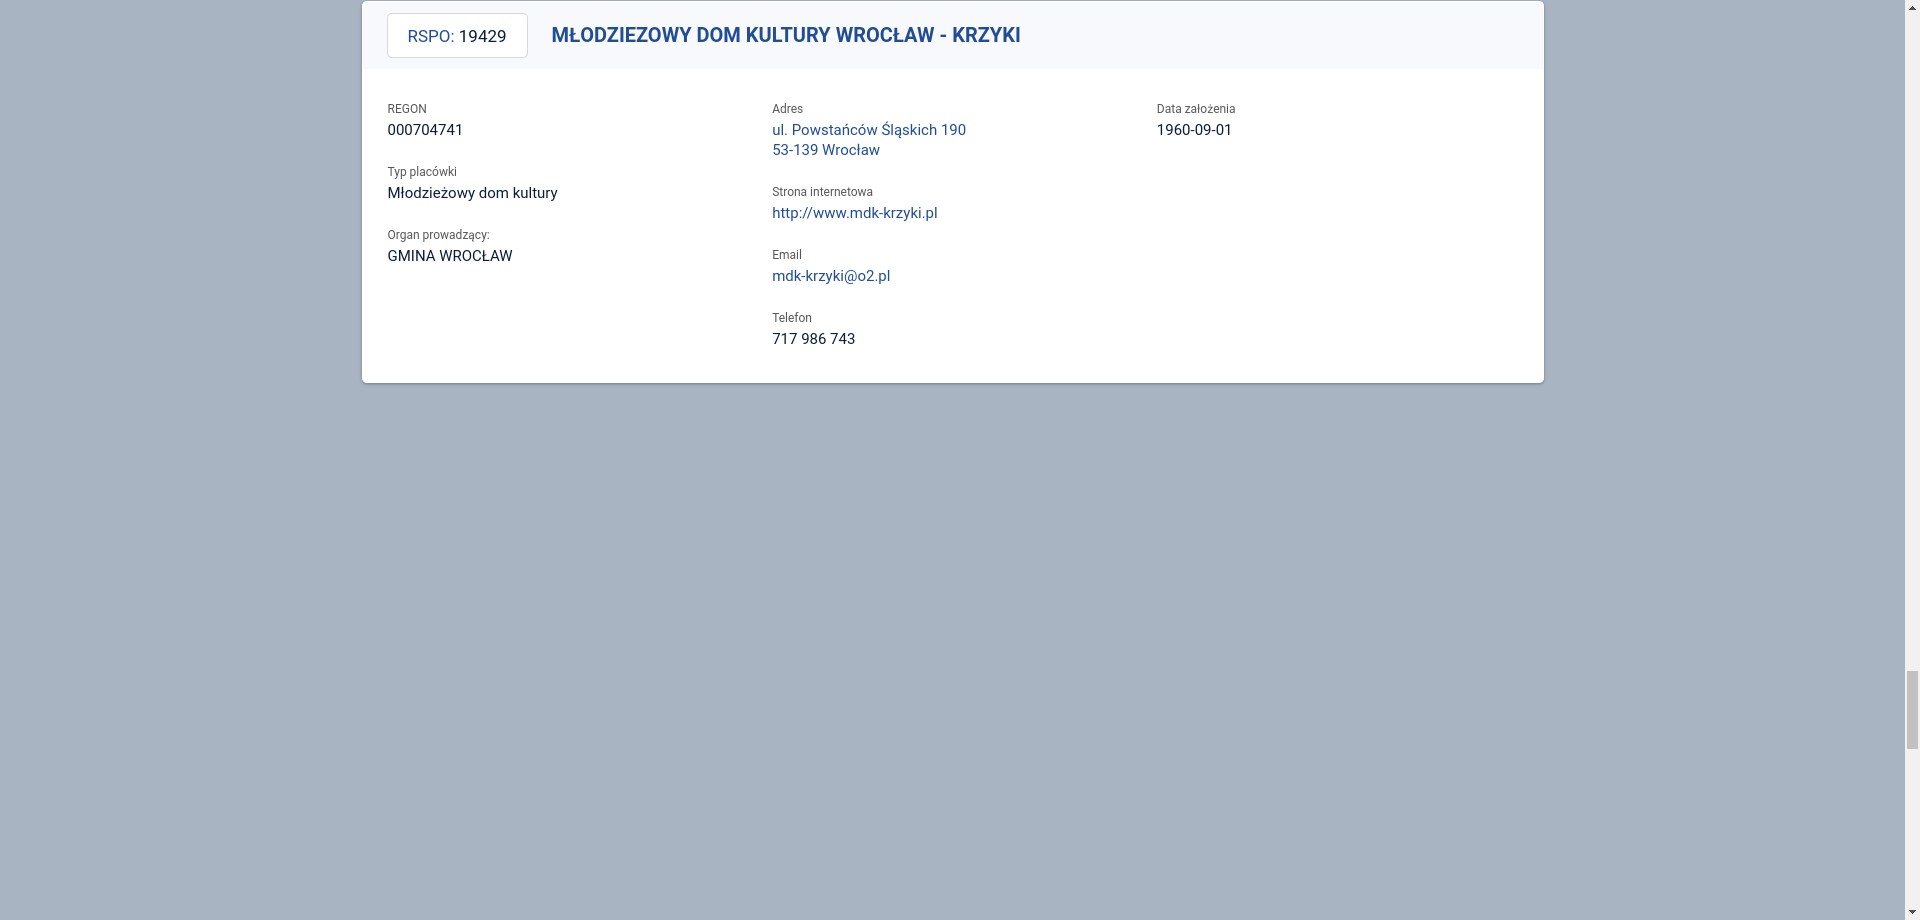 RSPO: 19429
MŁODZIEZOWY DOM KULTURY WROCŁAW - KRZYKI
REGON
000704741
Typ placówki
Młodzieżowy dom kultury
Organ prowadzący:
GMINA WROCŁAW
Adres
ul. Powstańców Śląskich 190
53-139 Wrocław
Strona internetowa
http://www.mdk-krzyki.pl
Email
mdk-krzyki@o2.pl
Telefon
717 986 743
Data założenia
1960-09-01